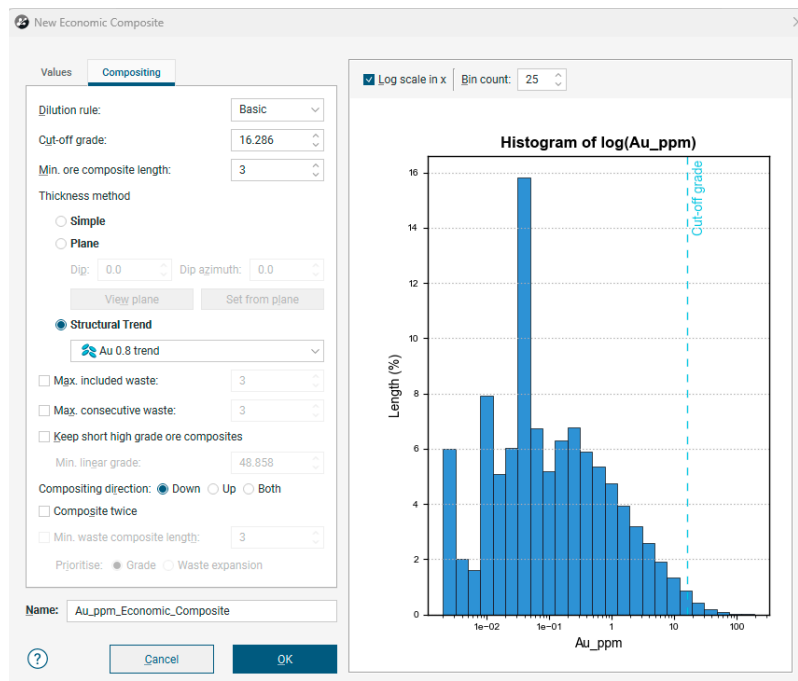 New Economic Composite
Values Compositing
Dilution rule: Basic
Cut-off grade: 16.286
Min. ore composite length: 3
Thickness method
Simple
Plane
Dip: 0.0 Dip azimuth: 0.0
View plane Set from plane
Structural Trend
Au 0.8 trend
Max. included waste: 3
Max. consecutive waste: 3
Keep short high grade ore composites
Min. linear grade: 48.858
Compositing direction: Down Up Both
Composite twice
Min. waste composite length: 3
Prioritise: Grade Waste expansion
Name: Au_ppm_Economic_Composite
? Cancel OK
Log scale in x Bin count: 25
Histogram of log(Au_ppm)
Cut-off grade
Length (%)
16
14
12
10
8
6
4
2
0
1e-02 1e-01 1 10 100
Au_ppm